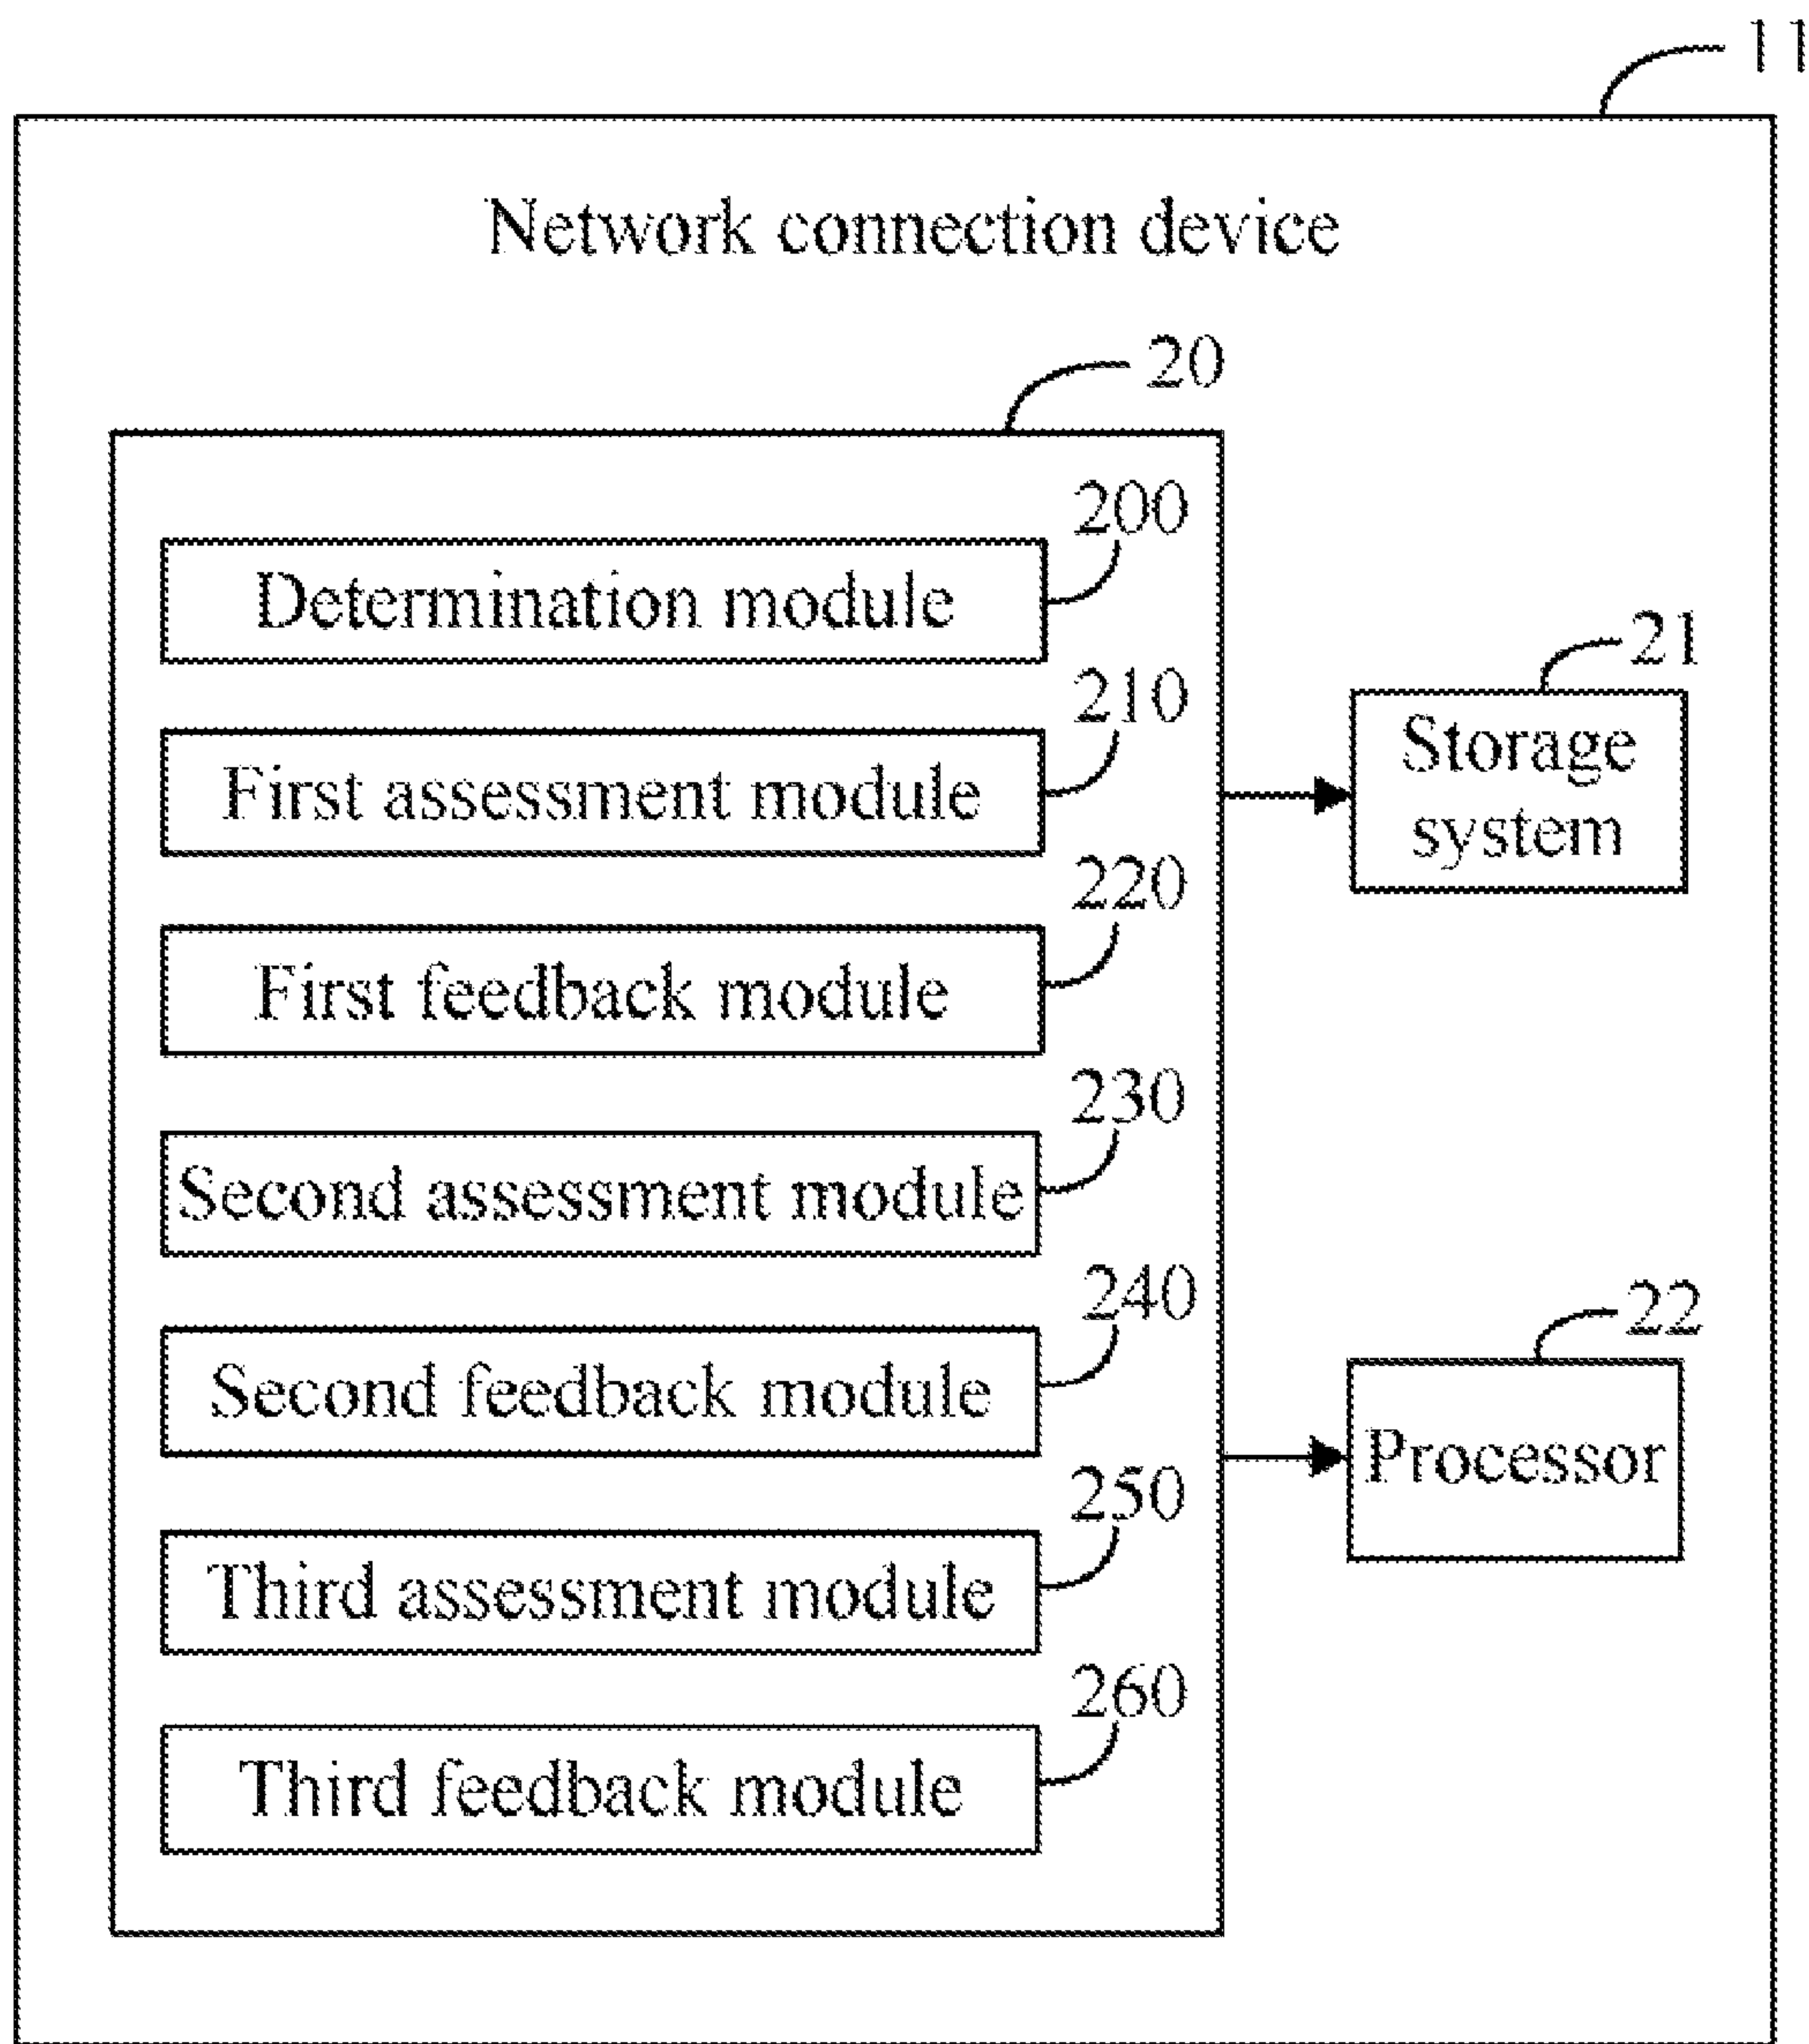 11
Network connection device
20
200
Determination module
21
210
Storage
system
First assessment module
220
First feedback module
230
Second assessment module
240
22
Second feedback module
Processor
250
Third assessment module
260
Third feedback module